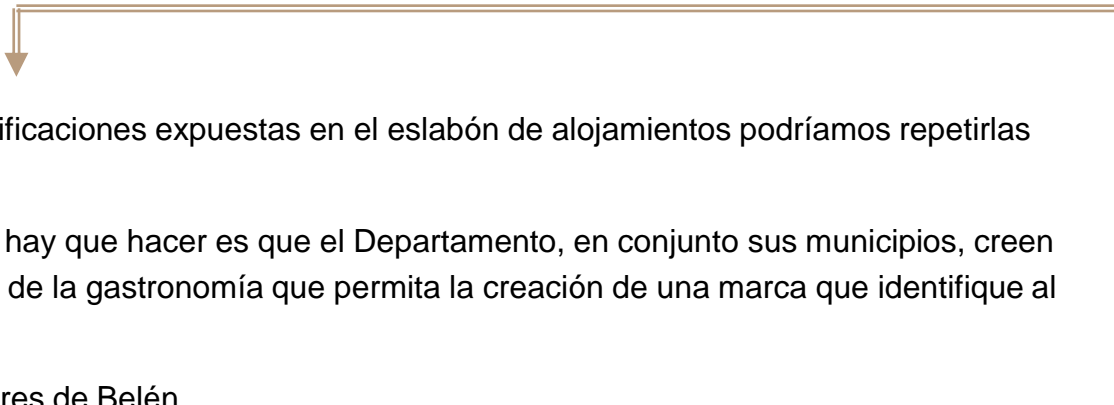 ificaciones expuestas en el eslabón de alojamientos podríamos repetirlas
hay que hacer es que el Departamento, en conjunto sus municipios, creen
de la gastronomía que permita la creación de una marca que identifique al
res de Belén